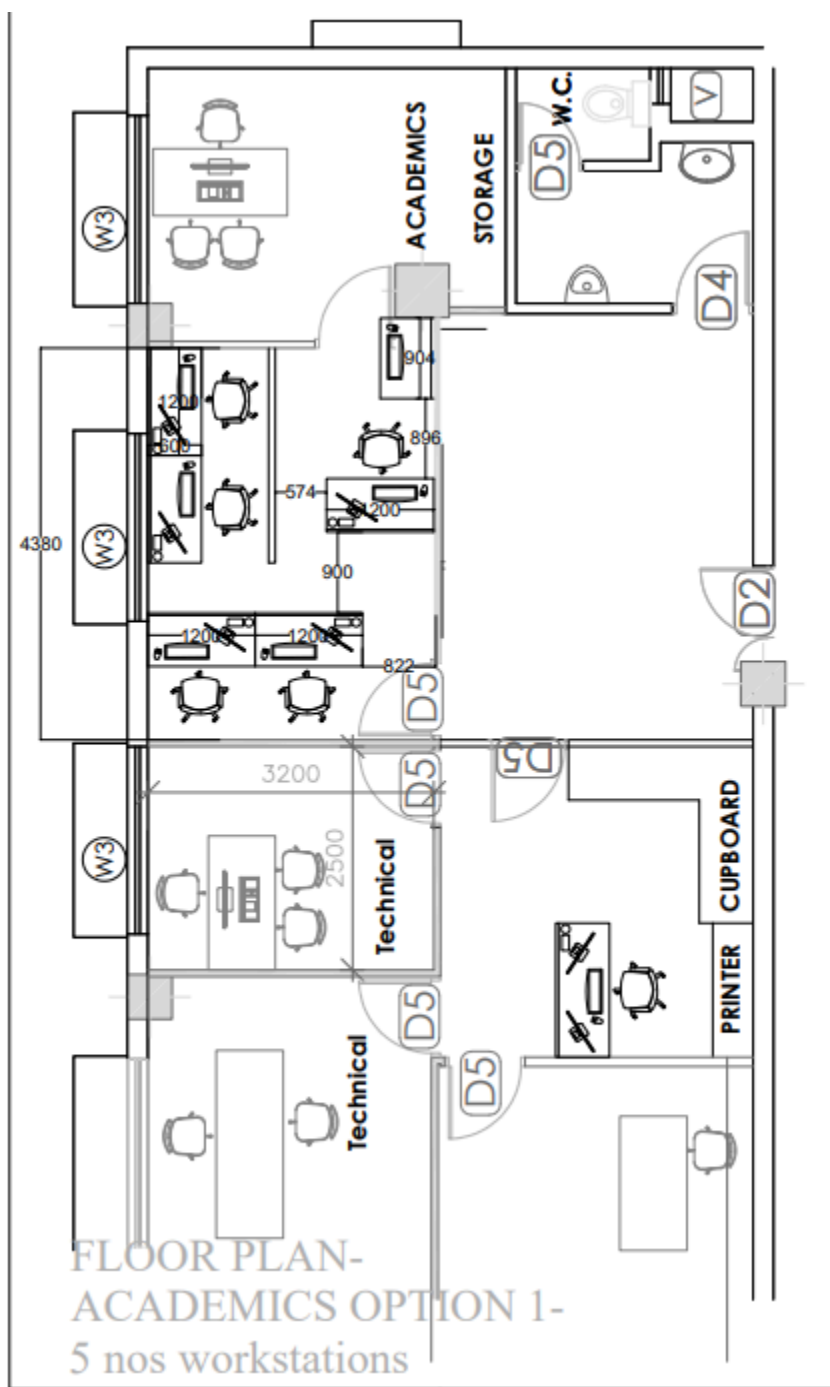 W.C.
V
D5
ACADEMICS
STORAGE
W3
D4
904
1200
600
896
574
1200
4380
W3
900
D2
1200
1200
822
D5
D5
D5
3200
W3
2500
Technical
CUPBOARD
PRINTER
D5
Technical
D5
FLOOR PLAN-
ACADEMICS OPTION 1-
5 nos workstations